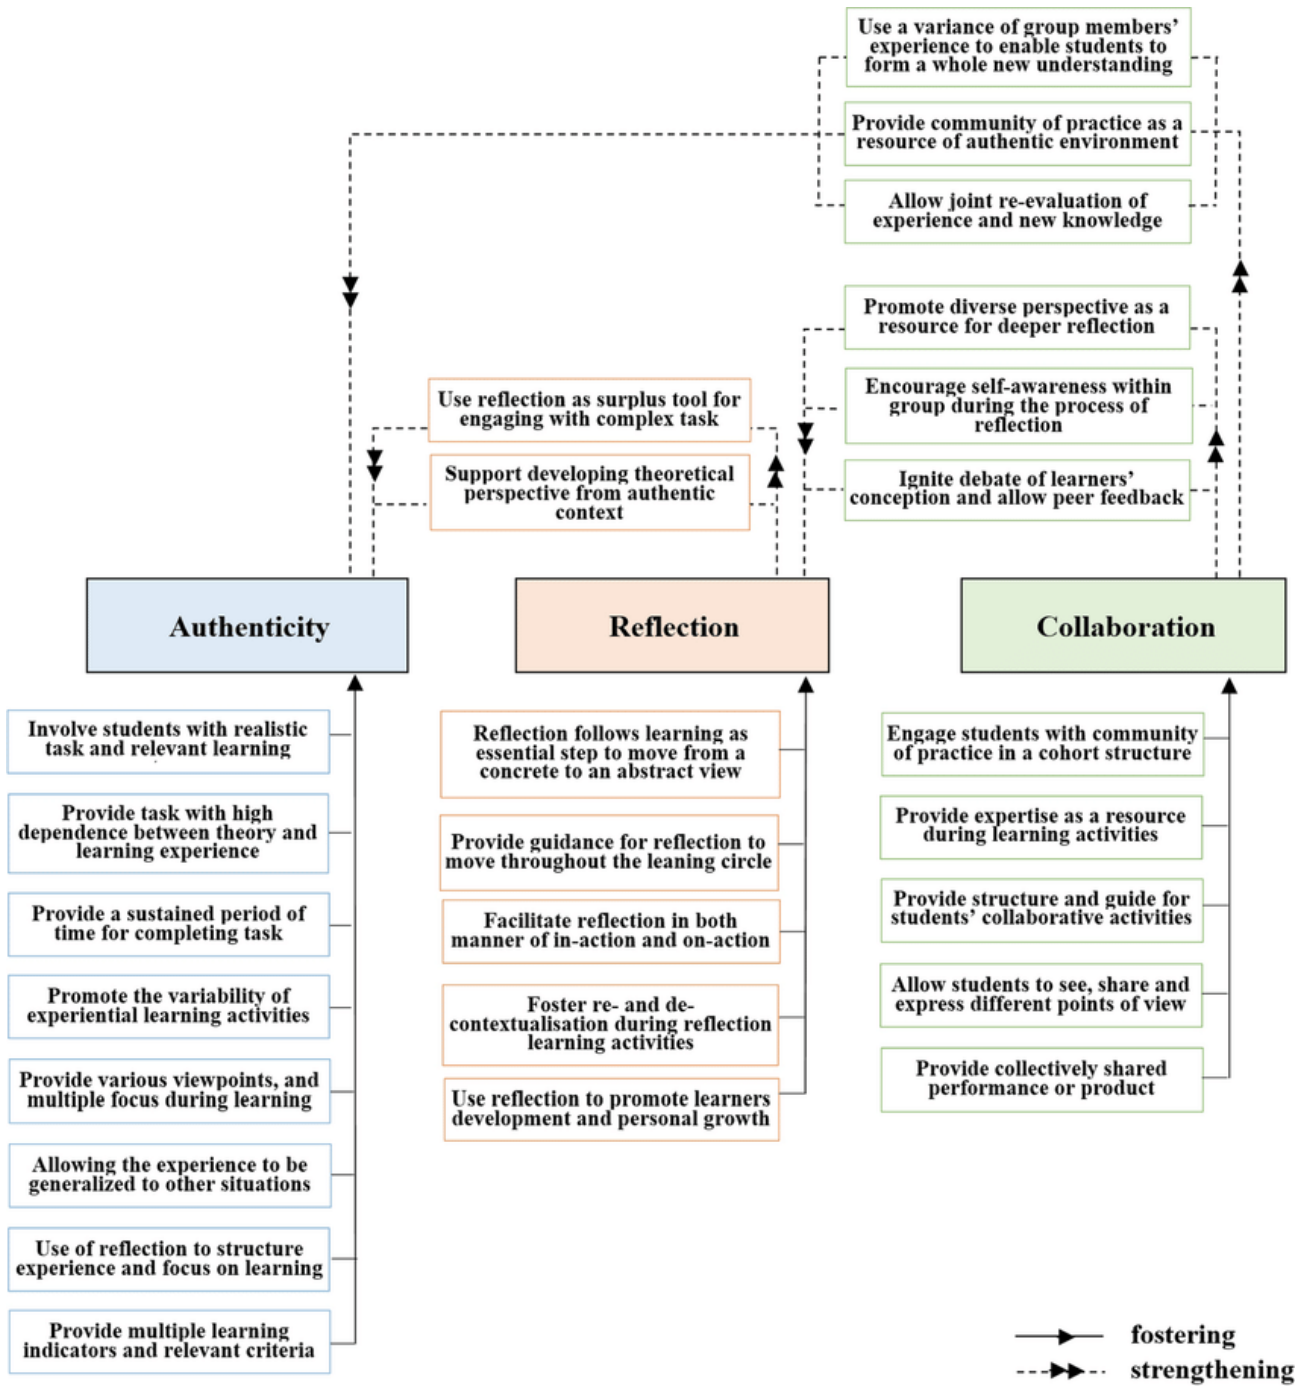 Use a variance of group members’
experience to enable students to
form a whole new understanding
Provide community of practice as a
resource of authentic environment
Allow joint re-evaluation of
experience and new knowledge
Promote diverse perspective as a
resource for deeper reflection
Encourage self-awareness within
group during the process of
reflection
Ignite debate of learners’
conception and allow peer feedback
Use reflection as surplus tool for
engaging with complex task
Support developing theoretical
perspective from authentic
context
Authenticity
Reflection
Collaboration
Involve students with realistic
task and relevant learning
Provide task with high
dependence between theory and
learning experience
Provide a sustained period of
time for completing task
Promote the variability of
experiential learning activities
Provide various viewpoints, and
multiple focus during learning
Allowing the experience to be
generalized to other situations
Use of reflection to structure
experience and focus on learning
Provide multiple learning
indicators and relevant criteria
Reflection follows learning as
essential step to move from a
concrete to an abstract view
Provide guidance for reflection to
move throughout the leaning circle
Facilitate reflection in both
manner of in-action and on-action
Foster re- and de-
contextualisation during reflection
learning activities
Use reflection to promote learners
development and personal growth
Engage students with community
of practice in a cohort structure
Provide expertise as a resource
during learning activities
Provide structure and guide for
students’ collaborative activities
Allow students to see, share and
express different points of view
Provide collectively shared
performance or product
fostering
strengthening